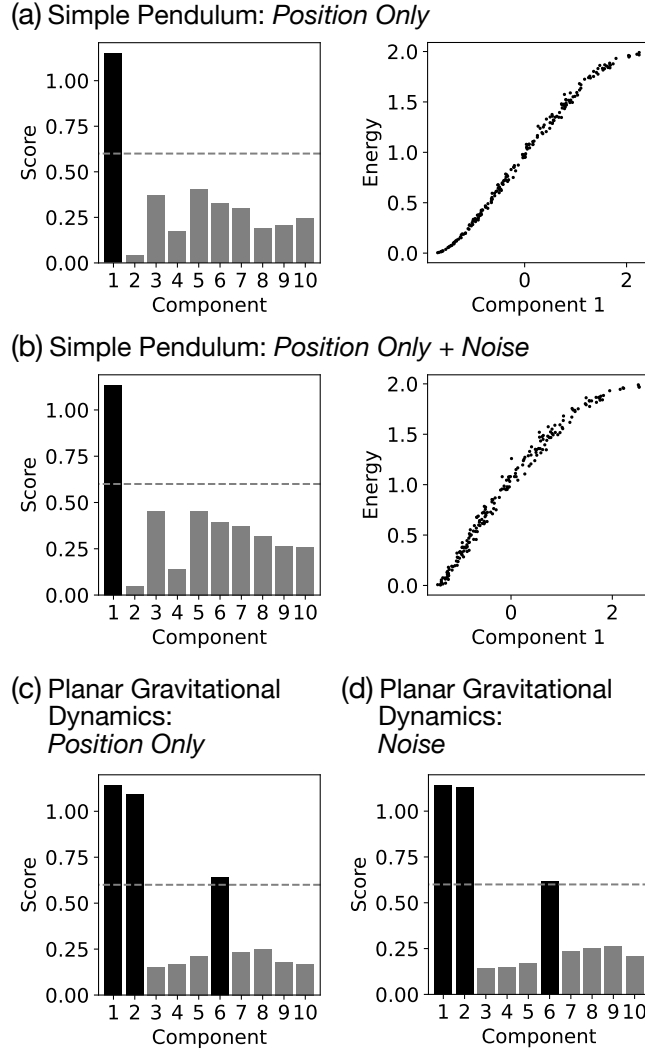 (a) Simple Pendulum: Position Only
1.00
0.75
0.50
0.25
0.00
Score
1 2 3 4 5 6 7 8 9 10
Component
2.0
1.5
1.0
0.5
0.0
Energy
0 2
Component 1
(b) Simple Pendulum: Position Only + Noise
1.00
0.75
0.50
0.25
0.00
Score
1 2 3 4 5 6 7 8 9 10
Component
2.0
1.5
1.0
0.5
0.0
Energy
0 2
Component 1
(c) Planar Gravitational
Dynamics:
Position Only
1.00
0.75
0.50
0.25
0.00
Score
1 2 3 4 5 6 7 8 9 10
Component
(d) Planar Gravitational
Dynamics:
Noise
1.00
0.75
0.50
0.25
0.00
Score
1 2 3 4 5 6 7 8 9 10
Component